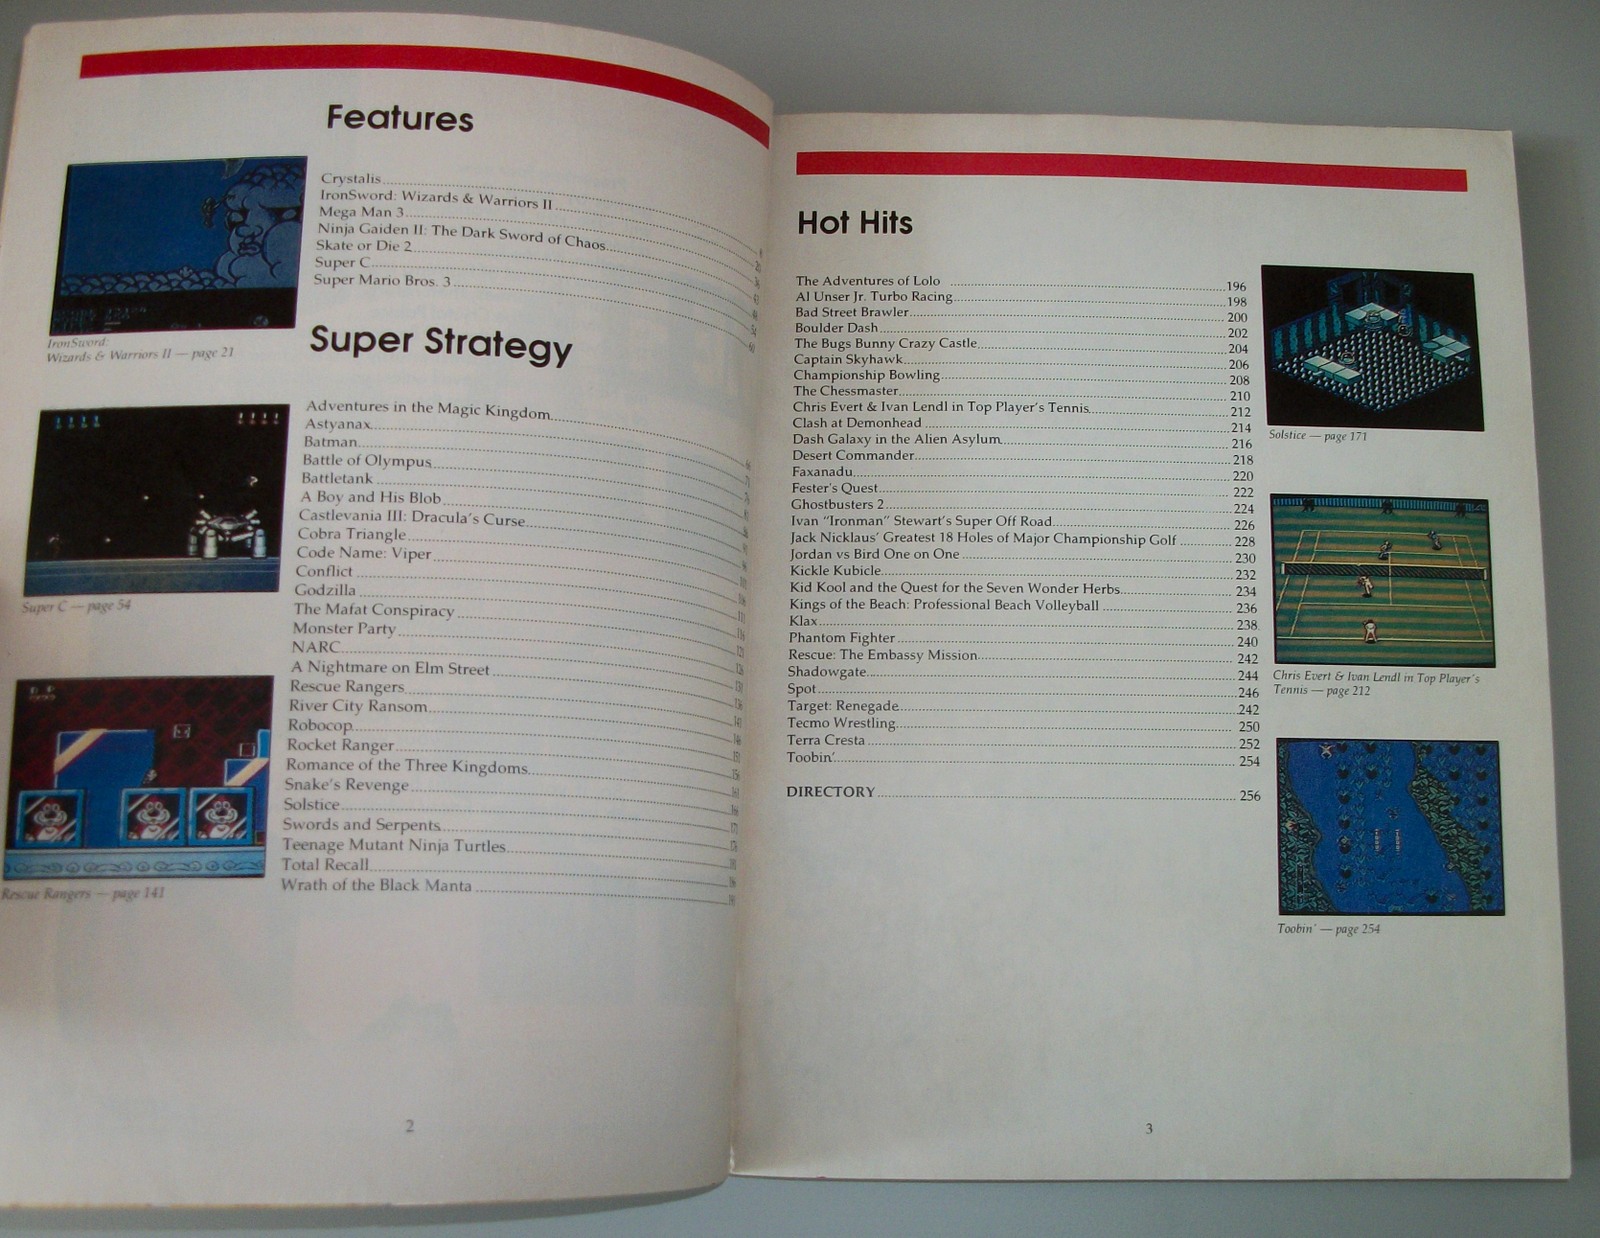 Features
Crystalis
IronSword: Wizards & Warriors II
Mega Man 3
Ninja Gaiden II: The Dark Sword of Chaos
Skate or Die 2
Super C
Super Mario Bros. 3
IronSword:
Wizards & Warriors II — page 21
Super Strategy
Adventures in the Magic Kingdom
Astyanax
Batman
Battle of Olympus
Battletank
A Boy and His Blob
Castlevania III: Dracula's Curse
Cobra Triangle
Code Name: Viper
Conflict
Godzilla
The Mafat Conspiracy
Monster Party
NARC
A Nightmare on Elm Street
Rescue Rangers
River City Ransom
Robocop
Rocket Ranger
Romance of the Three Kingdoms
Snake's Revenge
Solstice
Swords and Serpents
Teenage Mutant Ninja Turtles
Total Recall
Wrath of the Black Manta
Super C — page 54
Rescue Rangers — page 141
2
Hot Hits
The Adventures of Lolo 196
Al Unser Jr. Turbo Racing 198
Bad Street Brawler 200
Boulder Dash 202
The Bugs Bunny Crazy Castle 204
Captain Skyhawk 206
Championship Bowling 208
The Chessmaster 210
Chris Evert & Ivan Lendl in Top Player's Tennis 212
Clash at Demonhead 214
Dash Galaxy in the Alien Asylum 216
Desert Commander 218
Faxanadu 220
Fester's Quest 222
Ghostbusters 2 224
Ivan "Ironman" Stewart's Super Off Road 226
Jack Nicklaus' Greatest 18 Holes of Major Championship Golf 228
Jordan vs Bird One on One 230
Kickle Kubicle 232
Kid Kool and the Quest for the Seven Wonder Herbs 234
Kings of the Beach: Professional Beach Volleyball 236
Klax 238
Phantom Fighter 240
Rescue: The Embassy Mission 242
Shadowgate 244
Spot 246
Target: Renegade 242
Tecmo Wrestling 250
Terra Cresta 252
Toobin' 254
DIRECTORY 256
Solstice — page 171
Chris Evert & Ivan Lendl in Top Player's
Tennis — page 212
Toobin' — page 254
3